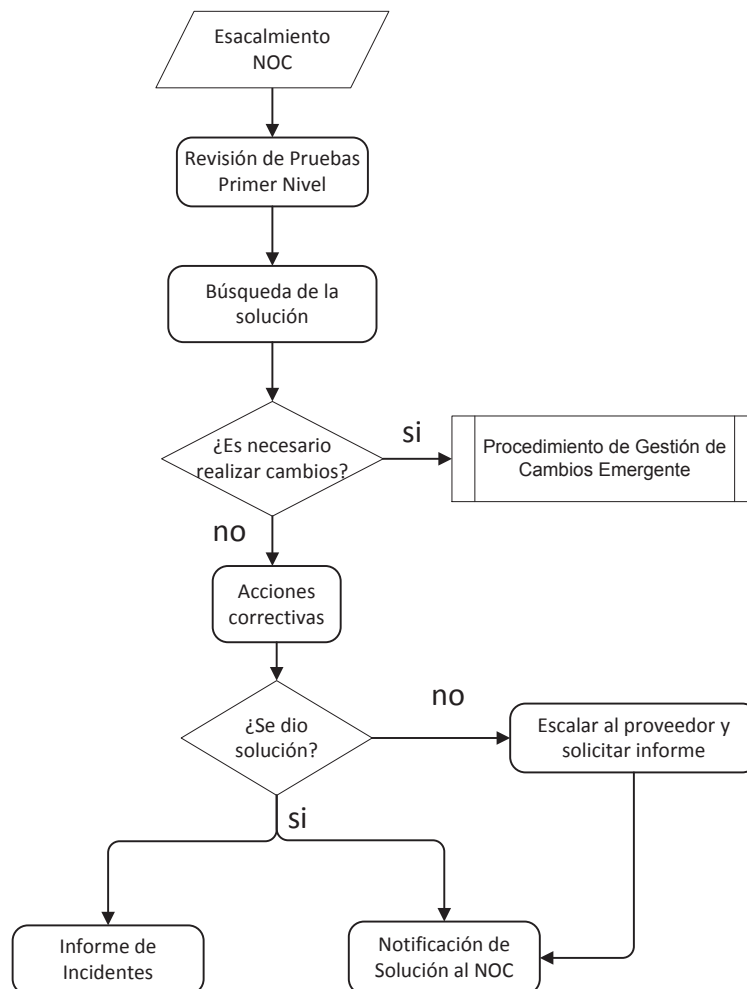 Esacalmiento
NOC
Revisión de Pruebas
Primer Nivel
Búsqueda de la
solución
¿Es necesario
realizar cambios?
si
Procedimiento de Gestión de
Cambios Emergente
no
Acciones
correctivas
¿Se dio
solución?
no
Escalar al proveedor y
solicitar informe
si
Informe de
Incidentes
Notificación de
Solución al NOC